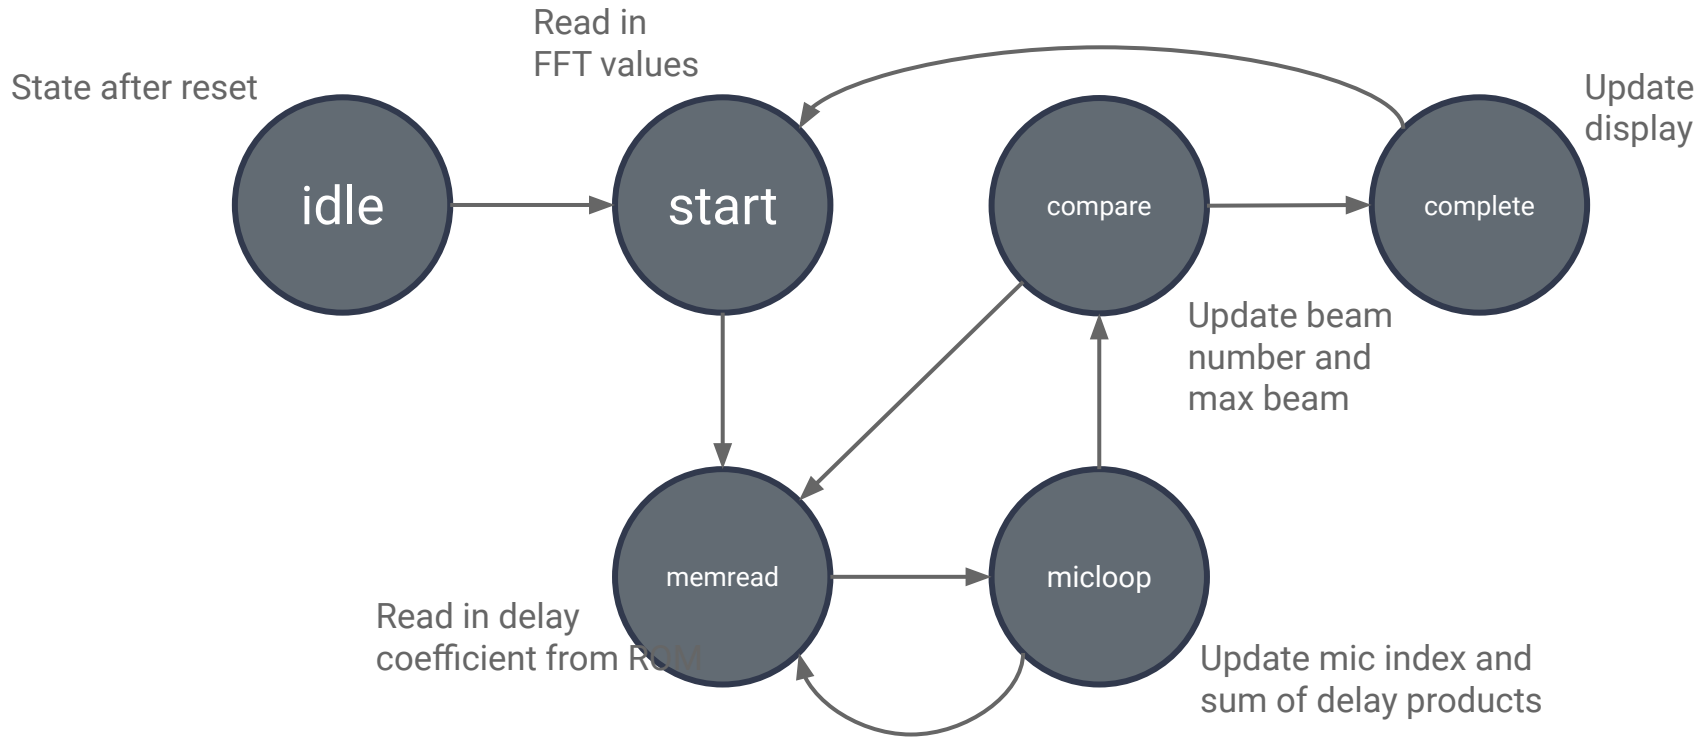 Read in
FFT values
State after reset
Update
display
idle
start
compare
complete
Update beam
number and
max beam
memread
micloop
Read in delay
coefficient from ROM
Update mic index and
sum of delay products